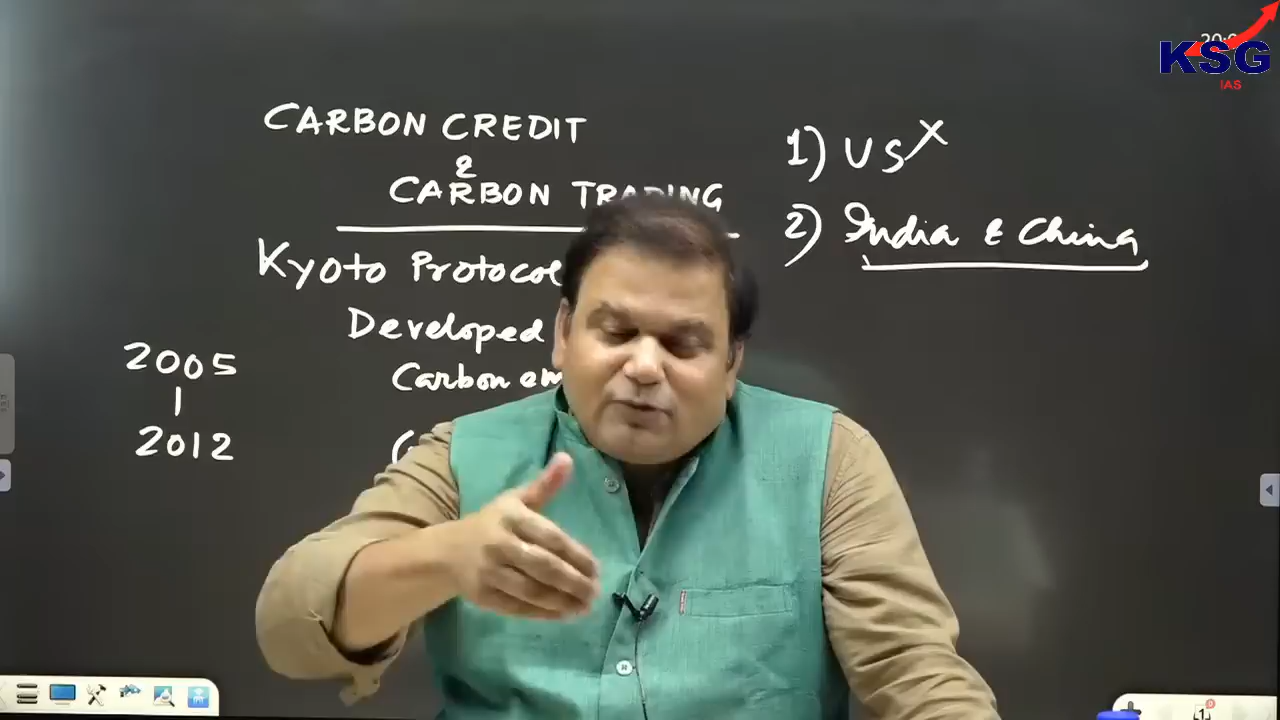 KSG
IAS
CARBON CREDIT
&
CARBON TRADING
Kyoto Protocol
Developed
Carbon em
2005
|
2012
1) US X
2) India & China